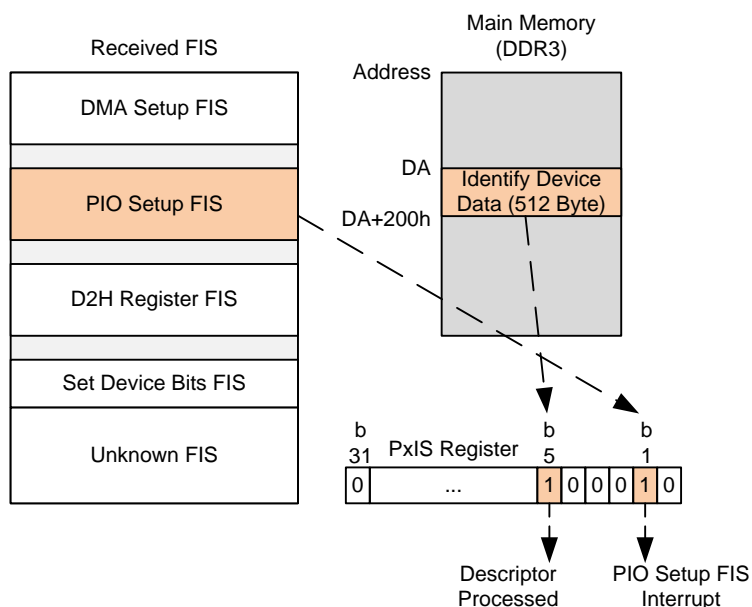 Received FIS
DMA Setup FIS
PIO Setup FIS
D2H Register FIS
Set Device Bits FIS
Unknown FIS
Main Memory
(DDR3)
Address
DA
Identify Device
Data (512 Byte)
DA+200h
b
31
PxIS Register
b
5
b
1
0
...
1
0
0
0
1
0
Descriptor
Processed
PIO Setup FIS
Interrupt